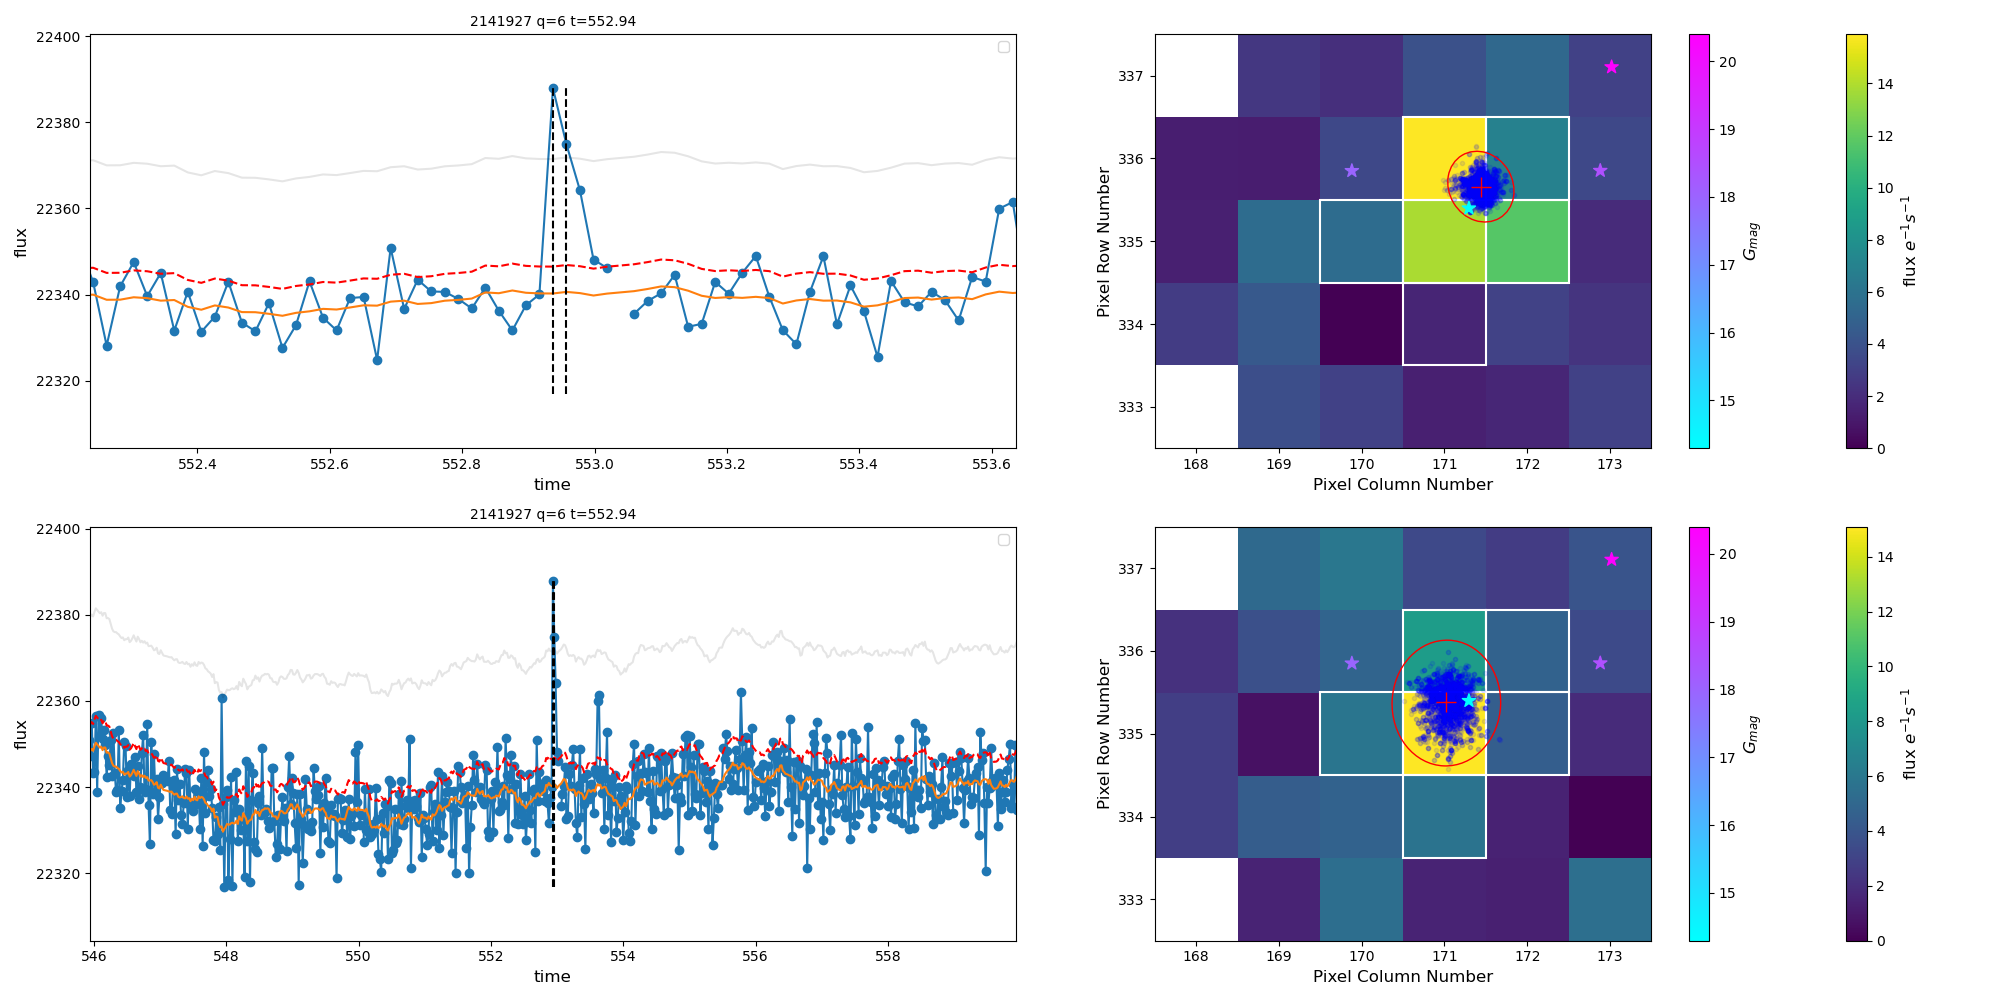 2141927 q=6 t=552.94
22400
22380
22360
22340
22320
flux
552.4 552.6 552.8 553.0 553.2 553.4 553.6
time
337
336
335
334
333
Pixel Row Number
168 169 170 171 172 173
Pixel Column Number
20
19
18
17
16
15
G_mag
14
12
10
8
6
4
2
0
flux e⁻¹s⁻¹
2141927 q=6 t=552.94
22400
22380
22360
22340
22320
flux
546 548 550 552 554 556 558
time
337
336
335
334
333
Pixel Row Number
168 169 170 171 172 173
Pixel Column Number
20
19
18
17
16
15
G_mag
14
12
10
8
6
4
2
0
flux e⁻¹s⁻¹